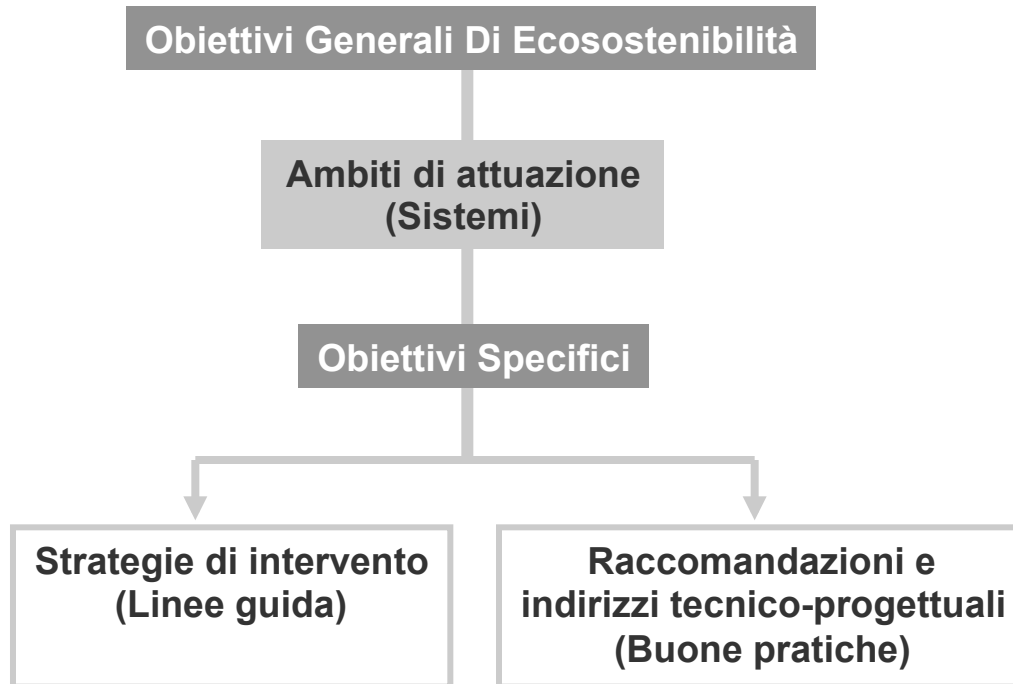 Obiettivi Generali Di Ecosostenibilità
Ambiti di attuazione
(Sistemi)
Obiettivi Specifici
Strategie di intervento
(Linee guida)
Raccomandazioni e
indirizzi tecnico-progettuali
(Buone pratiche)